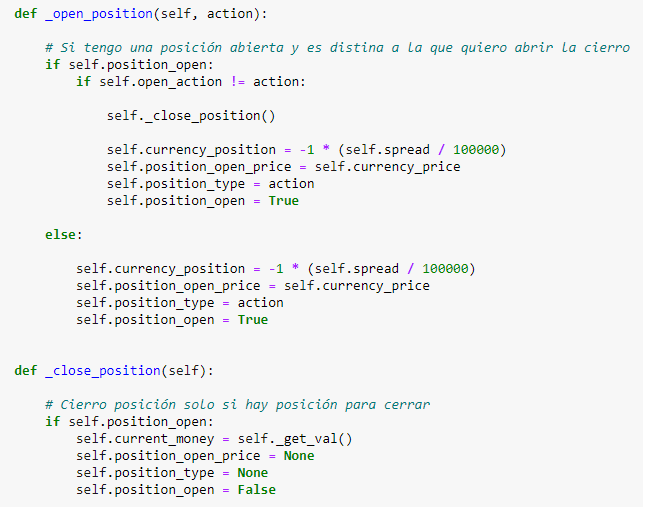 def _open_position(self, action):
# Si tengo una posición abierta y es distina a la que quiero abrir la cierro
if self.position_open:
if self.open_action != action:
self._close_position()
self.currency_position = -1 * (self.spread / 100000)
self.position_open_price = self.currency_price
self.position_type = action
self.position_open = True
else:
self.currency_position = -1 * (self.spread / 100000)
self.position_open_price = self.currency_price
self.position_type = action
self.position_open = True
def _close_position(self):
# Cierro posición solo si hay posición para cerrar
if self.position_open:
self.current_money = self._get_val()
self.position_open_price = None
self.position_type = None
self.position_open = False